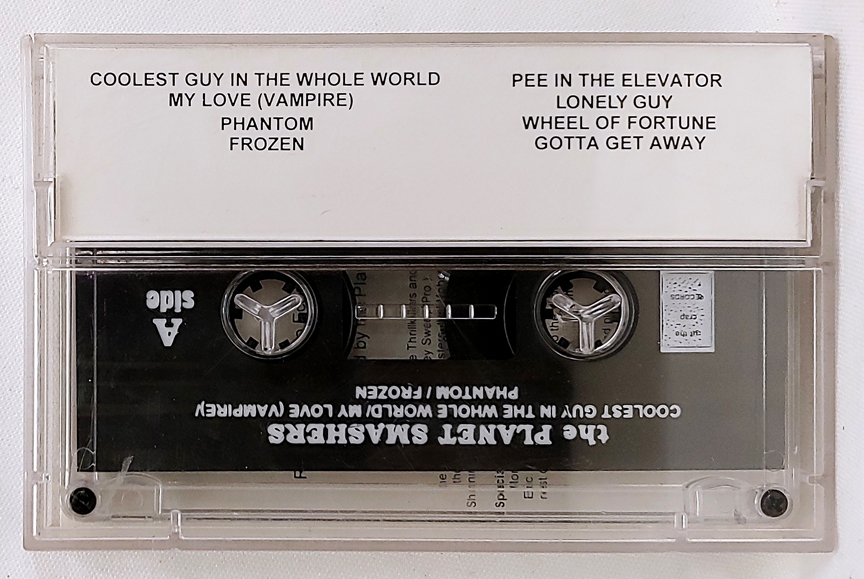 COOLEST GUY IN THE WHOLE WORLD
MY LOVE (VAMPIRE)
PHANTOM
FROZEN
PEE IN THE ELEVATOR
LONELY GUY
WHEEL OF FORTUNE
GOTTA GET AWAY
the PLANET SMASHERS
COOLEST GUY IN THE WHOLE WORLD/ MY LOVE (VAMPIRE)/
PHANTOM / FROZEN
A
side